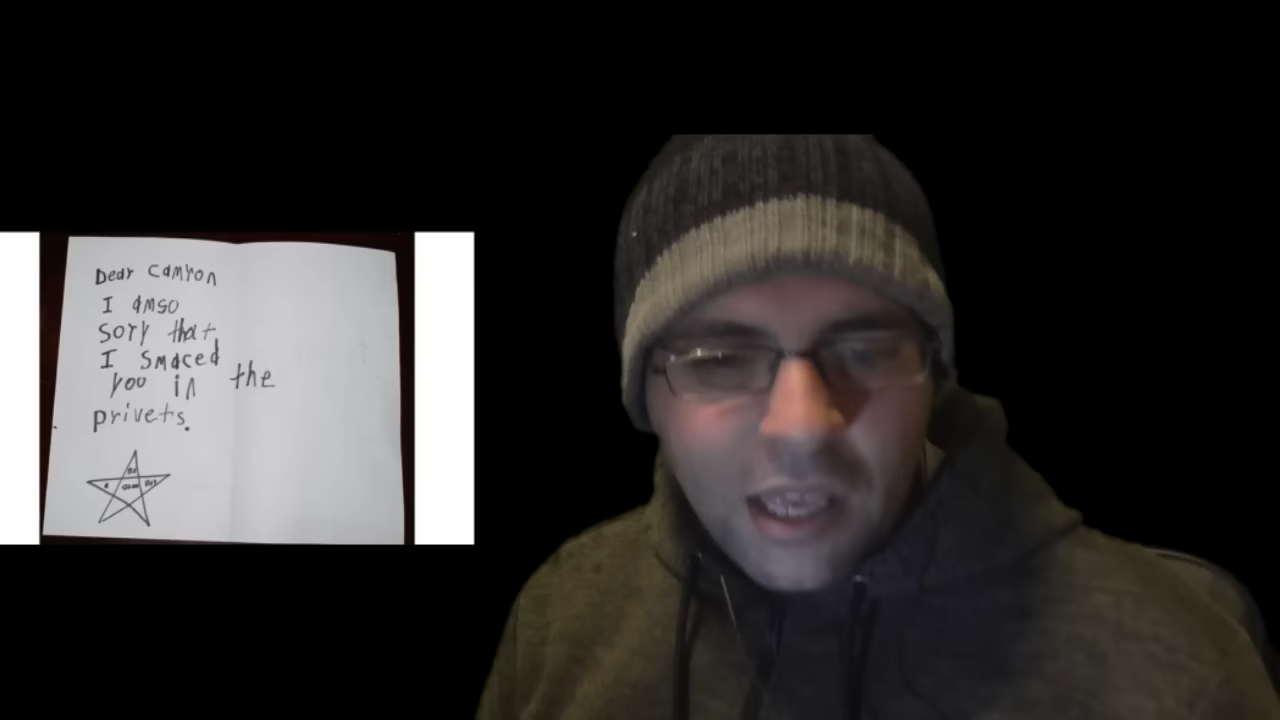 Dear Camron
I amso
sory that
I Smaced
you in the
privets.